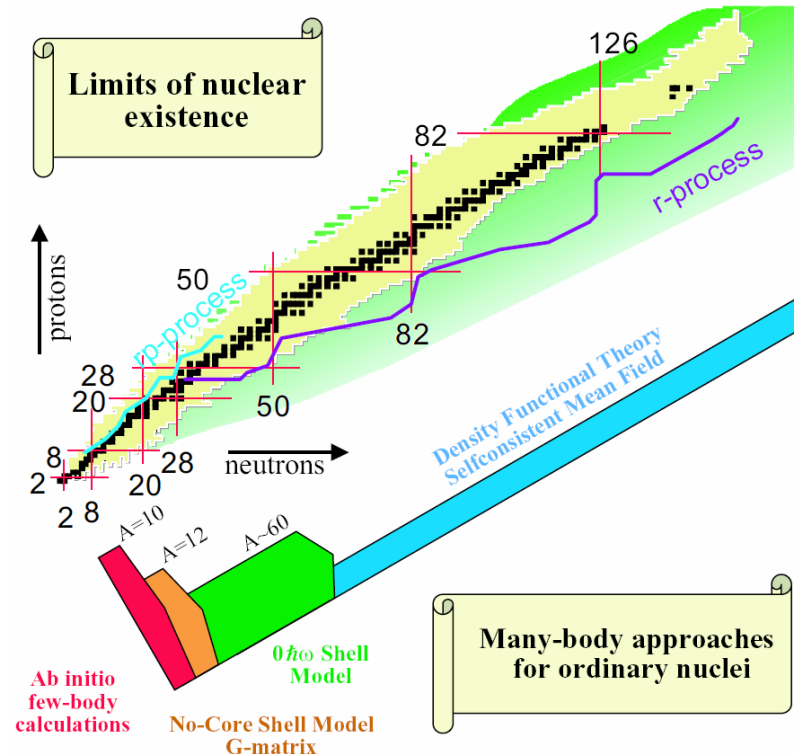 Limits of nuclear
existence
126
82
r-process
protons
50
rp-process
82
28
20
50
8
28
neutrons
2
20
2
8
A=10
A=12
A~60
Density Functional Theory
Selfconsistent Mean Field
0ħω Shell
Model
Many-body approaches
for ordinary nuclei
Ab initio
few-body
calculations
No-Core Shell Model
G-matrix